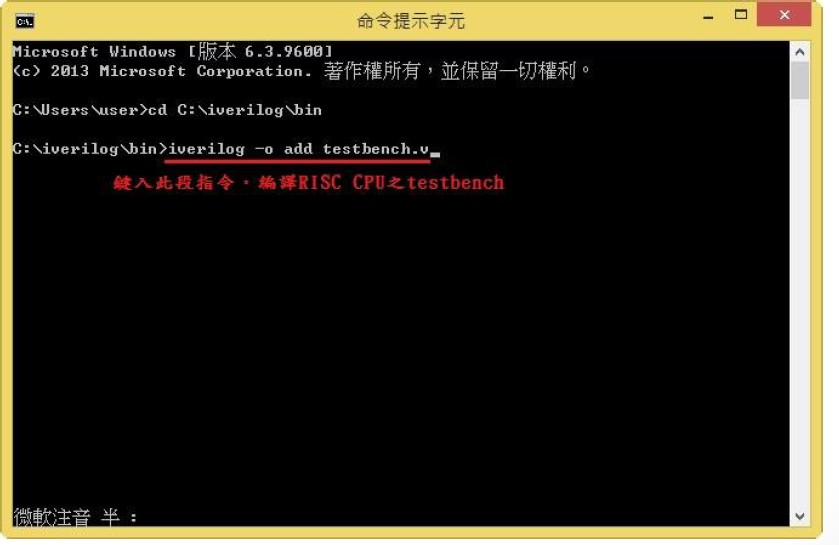 命令提示字元
Microsoft Windows [版本 6.3.9600]
(c) 2013 Microsoft Corporation. 著作權所有，並保留一切權利。
C:\Users\user>cd C:\iverilog\bin
C:\iverilog\bin>iverilog -o add testbench.v_
鍵入此段指令，編譯RISC CPU之testbench
微軟注音 半 :